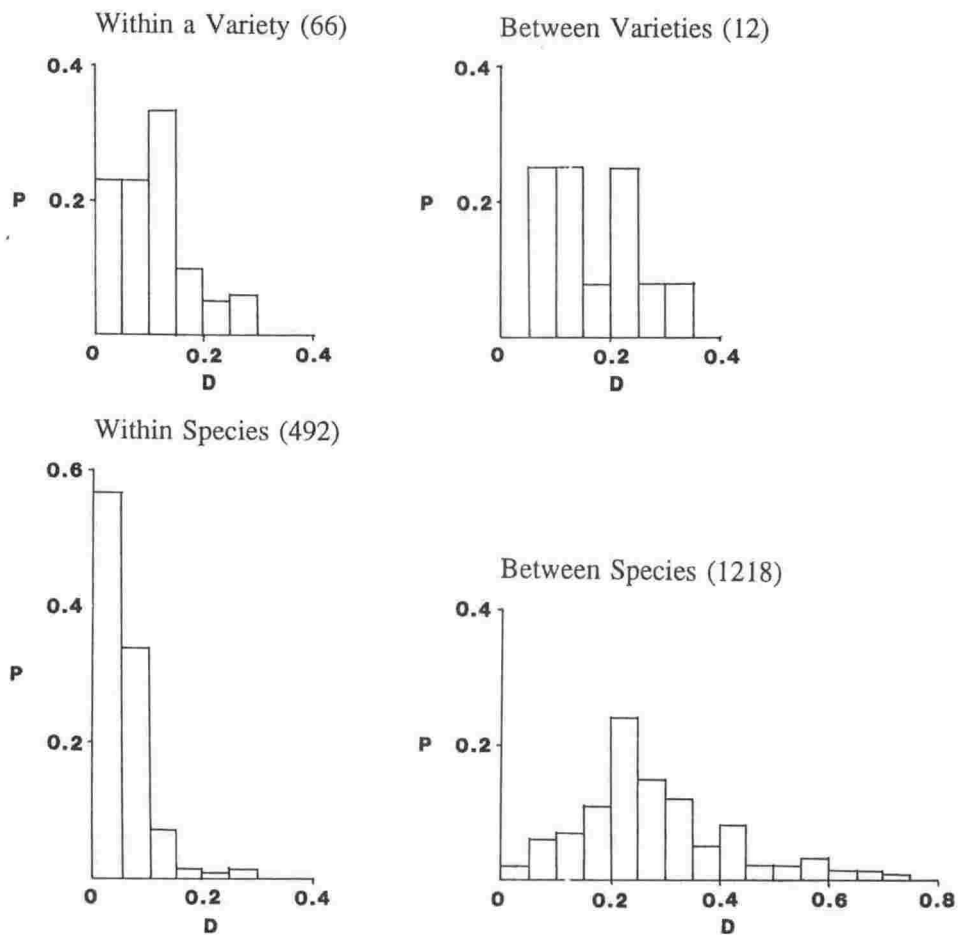 Within a Variety (66)
0.4
P 0.2
0 0.2 0.4
D
Between Varieties (12)
0.4
P 0.2
0 0.2 0.4
D
Within Species (492)
0.6
0.4
P
0.2
0 0.2 0.4
D
Between Species (1218)
0.4
P 0.2
0 0.2 0.4 0.6 0.8
D